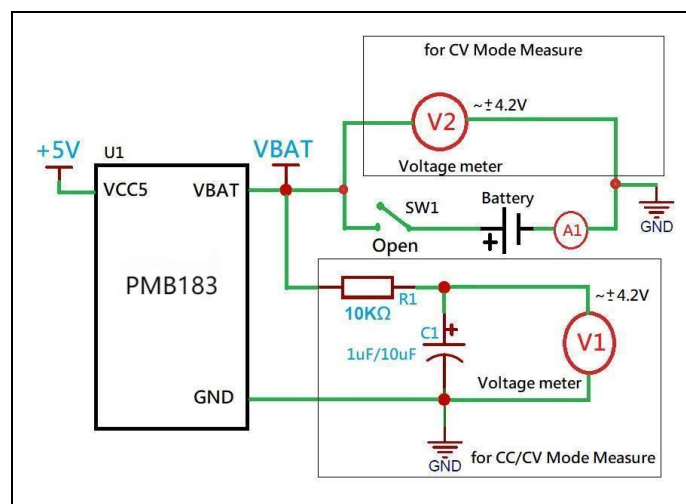 for CV Mode Measure
V2
~±4.2V
Voltage meter
U1
+5V
VCC5
VBAT
VBAT
PMB183
GND
SW1
Open
Battery
+
A1
GND
10KΩ
R1
C1
+
1uF/10uF
~±4.2V
V1
Voltage meter
GND
for CC/CV Mode Measure